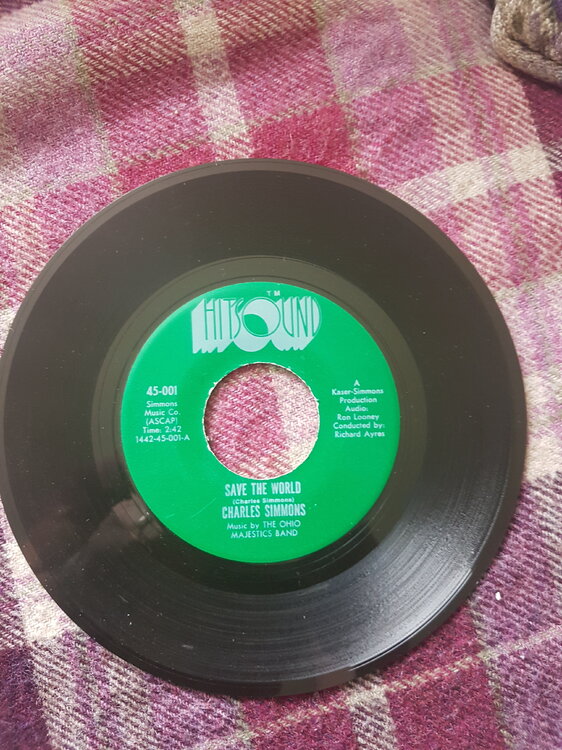 TM
HITSOUND
45-001
Simmons
Music Co.
(ASCAP)
Time: 2:42
1442-45-001-A
A
Kaser-Simmons
Production
Audio:
Ron Looney
Conducted by:
Richard Ayres
SAVE THE WORLD
(Charles Simmons)
CHARLES SIMMONS
Music by THE OHIO
MAJESTICS BAND